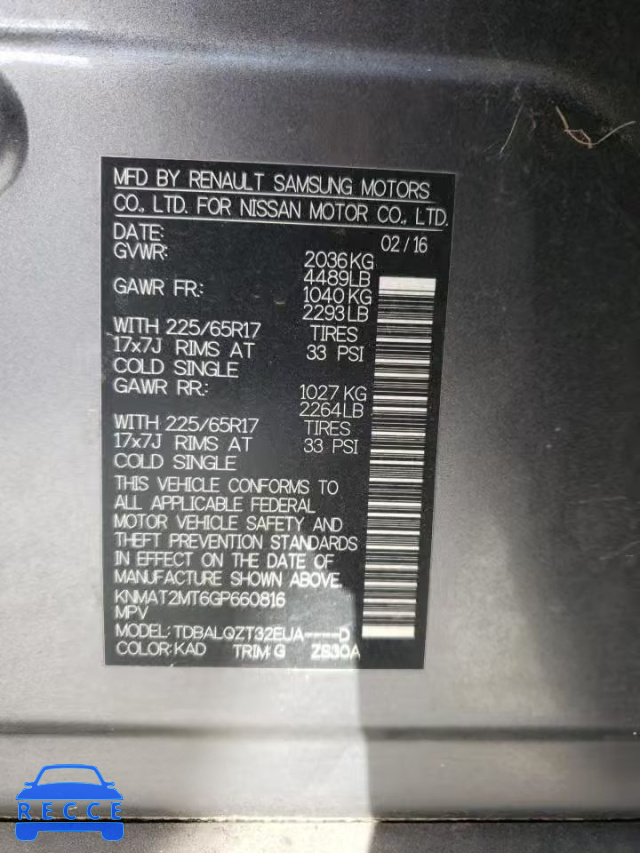 MFD BY RENAULT SAMSUNG MOTORS
CO., LTD. FOR NISSAN MOTOR CO., LTD.
DATE: 02/16
GVWR: 2036KG
4489LB
GAWR FR: 1040 KG
2293LB
WITH 225/65R17 TIRES
17x7J RIMS AT 33 PSI
COLD SINGLE
GAWR RR: 1027 KG
2264LB
WITH 225/65R17 TIRES
17x7J RIMS AT 33 PSI
COLD SINGLE
THIS VEHICLE CONFORMS TO
ALL APPLICABLE FEDERAL
MOTOR VEHICLE SAFETY AND
THEFT PREVENTION STANDARDS
IN EFFECT ON THE DATE OF
MANUFACTURE SHOWN ABOVE.
KNMAT2MT6GP660816
MPV
MODEL: TDBALQZT32EUA----D
COLOR: KAD TRIM: G ZS30A
RECCE